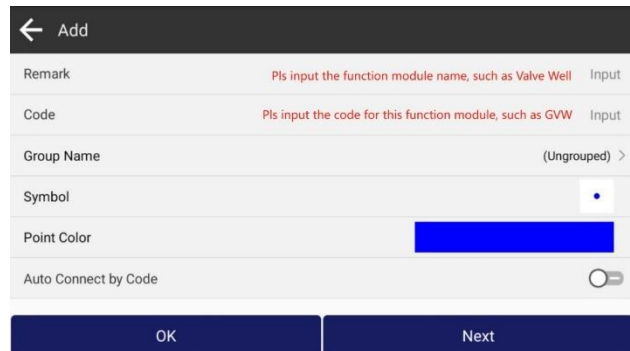 Add
Remark Pls input the function module name, such as Valve Well Input
Code Pls input the code for this function module, such as GVW Input
Group Name (Ungrouped) >
Symbol
Point Color
Auto Connect by Code
OK Next